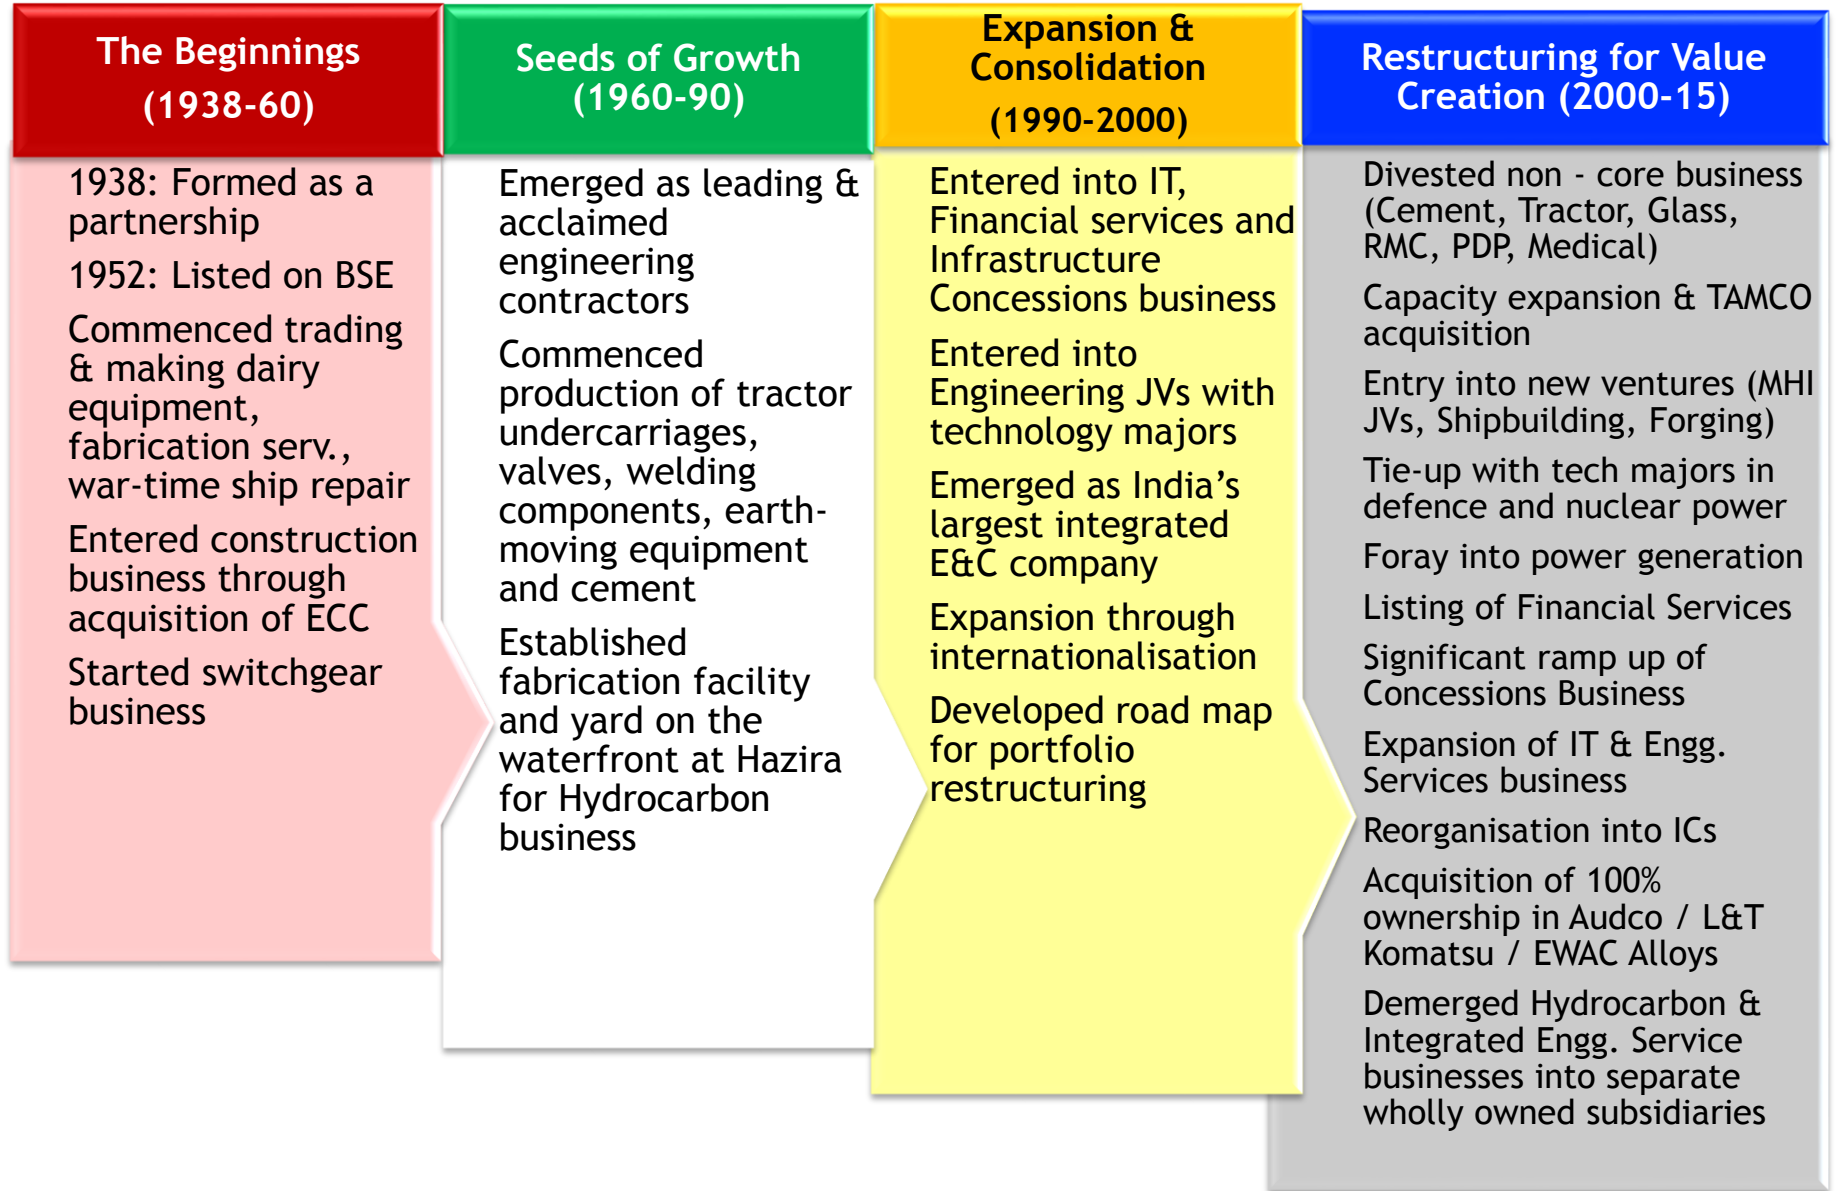 The Beginnings
(1938-60)
1938: Formed as a
partnership
1952: Listed on BSE
Commenced trading
& making dairy
equipment,
fabrication serv.,
war-time ship repair
Entered construction
business through
acquisition of ECC
Started switchgear
business
Seeds of Growth
(1960-90)
Emerged as leading &
acclaimed
engineering
contractors
Commenced
production of tractor
undercarriages,
valves, welding
components, earth-
moving equipment
and cement
Established
fabrication facility
and yard on the
waterfront at Hazira
for Hydrocarbon
business
Expansion &
Consolidation
(1990-2000)
Entered into IT,
Financial services and
Infrastructure
Concessions business
Entered into
Engineering JVs with
technology majors
Emerged as India’s
largest integrated
E&C company
Expansion through
internationalisation
Developed road map
for portfolio
restructuring
Restructuring for Value
Creation (2000-15)
Divested non - core business
(Cement, Tractor, Glass,
RMC, PDP, Medical)
Capacity expansion & TAMCO
acquisition
Entry into new ventures (MHI
JVs, Shipbuilding, Forging)
Tie-up with tech majors in
defence and nuclear power
Foray into power generation
Listing of Financial Services
Significant ramp up of
Concessions Business
Expansion of IT & Engg.
Services business
Reorganisation into ICs
Acquisition of 100%
ownership in Audco / L&T
Komatsu / EWAC Alloys
Demerged Hydrocarbon &
Integrated Engg. Service
businesses into separate
wholly owned subsidiaries